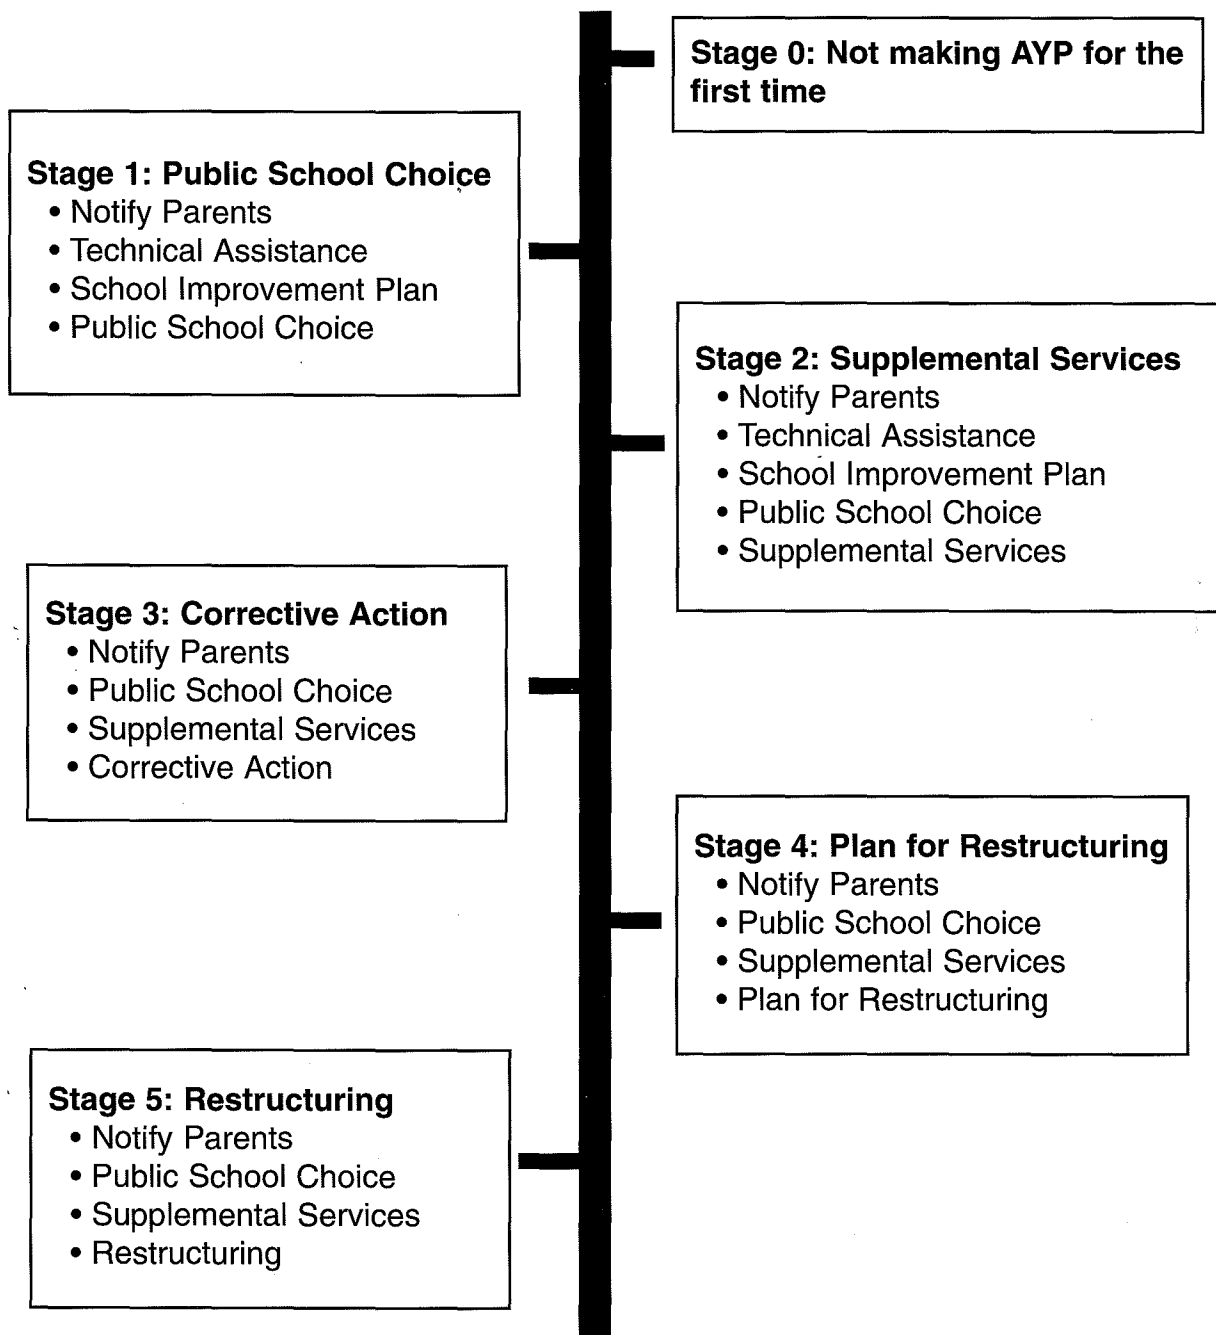 Stage 0: Not making AYP for the
first time
Stage 1: Public School Choice
• Notify Parents
• Technical Assistance
• School Improvement Plan
• Public School Choice
Stage 2: Supplemental Services
• Notify Parents
• Technical Assistance
• School Improvement Plan
• Public School Choice
• Supplemental Services
Stage 3: Corrective Action
• Notify Parents
• Public School Choice
• Supplemental Services
• Corrective Action
Stage 4: Plan for Restructuring
• Notify Parents
• Public School Choice
• Supplemental Services
• Plan for Restructuring
Stage 5: Restructuring
• Notify Parents
• Public School Choice
• Supplemental Services
• Restructuring